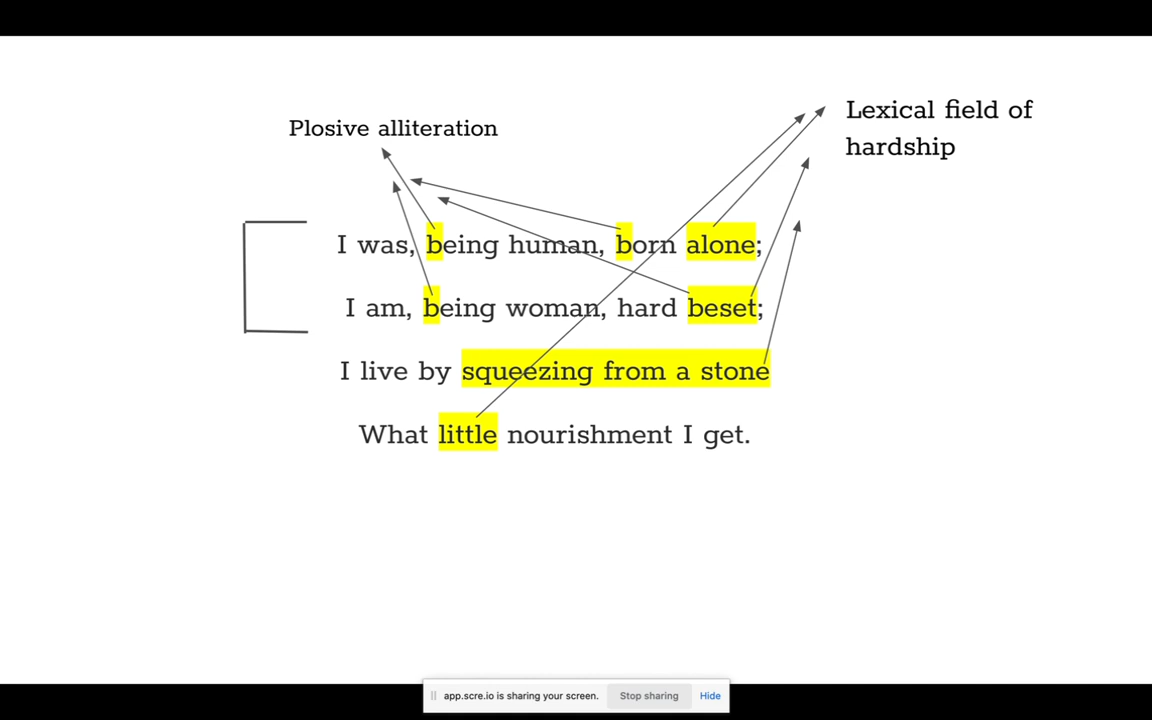 Plosive alliteration
Lexical field of
hardship
I was, being human, born alone;
I am, being woman, hard beset;
I live by squeezing from a stone
What little nourishment I get.
app.scre.io is sharing your screen. Stop sharing Hide